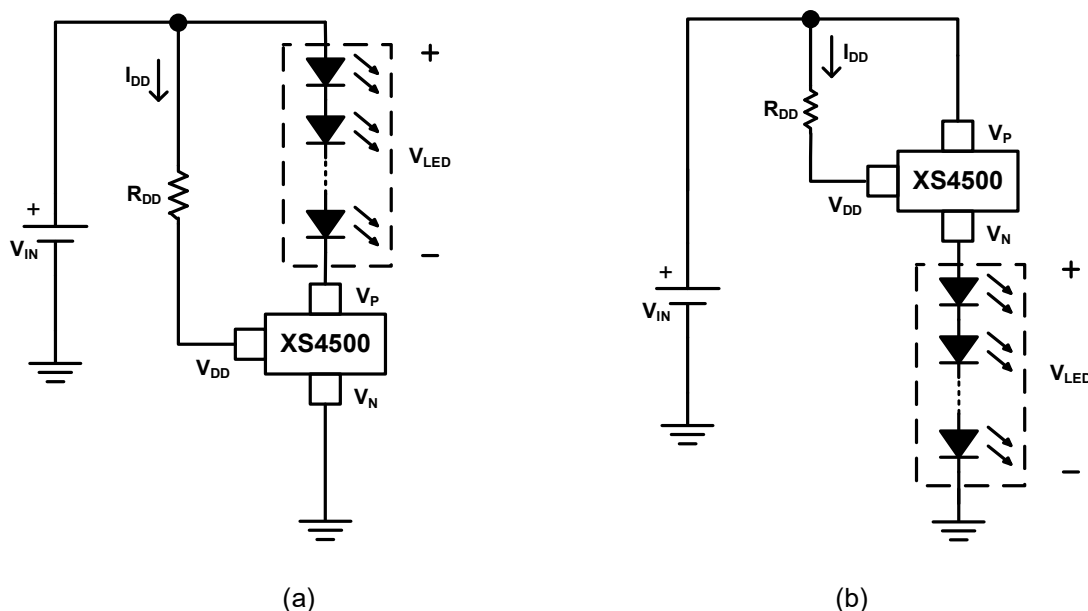 I_DD
+
R_DD
V_LED
+
V_IN
−
V_P
XS4500
V_DD
V_N
(a)
I_DD
R_DD
V_P
XS4500
V_DD
V_N
+
+
V_IN
V_LED
−
(b)